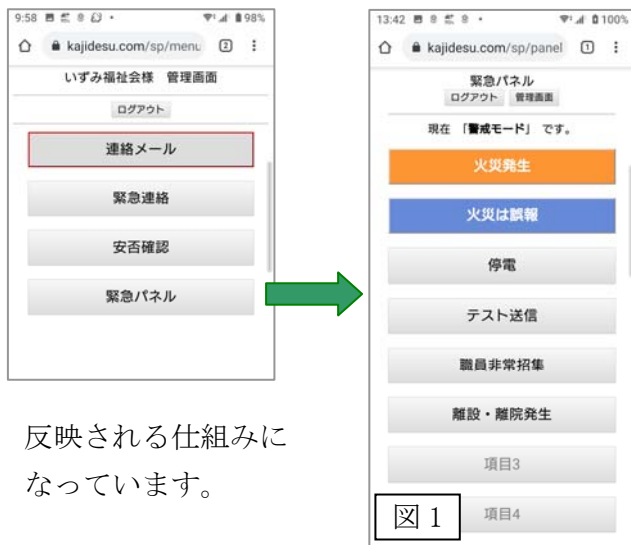 9:58
98%
kajidesu.com/sp/menu
2
いずみ福祉会様 管理画面
ログアウト
連絡メール
緊急連絡
安否確認
緊急パネル
反映される仕組みに
なっています。
13:42
100%
kajidesu.com/sp/panel
1
緊急パネル
ログアウト 管理画面
現在 「警戒モード」 です。
火災発生
火災は誤報
停電
テスト送信
職員非常招集
離設・離院発生
項目3
項目4
図1